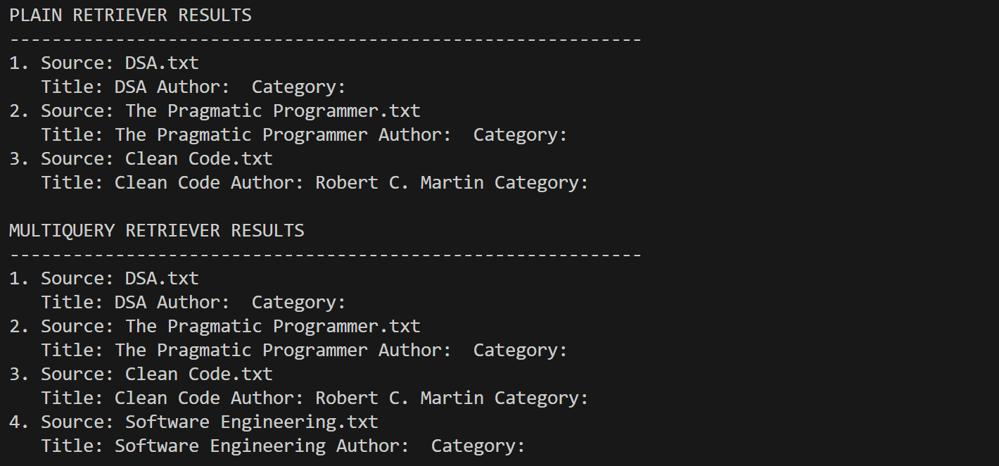 PLAIN RETRIEVER RESULTS
------------------------------------------------------------
1. Source: DSA.txt
   Title: DSA Author:  Category:
2. Source: The Pragmatic Programmer.txt
   Title: The Pragmatic Programmer Author:  Category:
3. Source: Clean Code.txt
   Title: Clean Code Author: Robert C. Martin Category:

MULTIQUERY RETRIEVER RESULTS
------------------------------------------------------------
1. Source: DSA.txt
   Title: DSA Author:  Category:
2. Source: The Pragmatic Programmer.txt
   Title: The Pragmatic Programmer Author:  Category:
3. Source: Clean Code.txt
   Title: Clean Code Author: Robert C. Martin Category:
4. Source: Software Engineering.txt
   Title: Software Engineering Author:  Category: